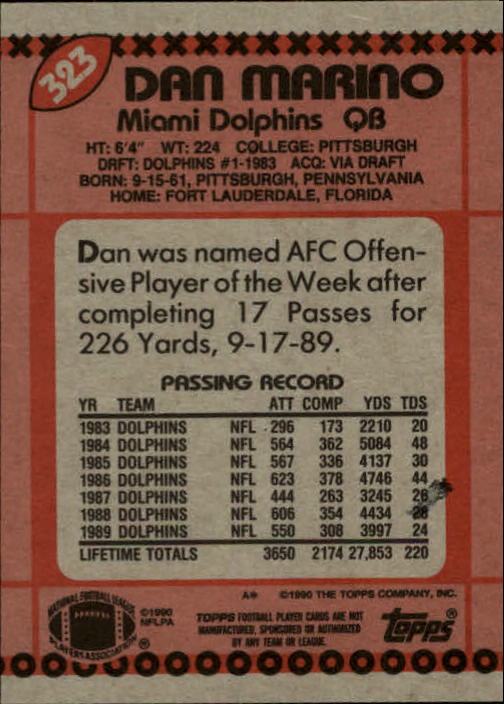 323
DAN MARINO
Miami Dolphins QB
HT: 6'4" WT: 224 COLLEGE: PITTSBURGH
DRFT: DOLPHINS #1-1983 ACQ: VIA DRAFT
BORN: 9-15-61, PITTSBURGH, PENNSYLVANIA
HOME: FORT LAUDERDALE, FLORIDA
Dan was named AFC Offen-
sive Player of the Week after
completing 17 Passes for
226 Yards, 9-17-89.
PASSING RECORD
YR TEAM ATT COMP YDS TDS
1983 DOLPHINS NFL 296 173 2210 20
1984 DOLPHINS NFL 564 362 5084 48
1985 DOLPHINS NFL 567 336 4137 30
1986 DOLPHINS NFL 623 378 4746 44
1987 DOLPHINS NFL 444 263 3245 26
1988 DOLPHINS NFL 606 354 4434 28
1989 DOLPHINS NFL 550 308 3997 24
LIFETIME TOTALS 3650 2174 27,853 220
A* ©1990 THE TOPPS COMPANY, INC.
NATIONAL FOOTBALL LEAGUE
PLAYERS ASSOCIATION ®
©1990
NFLPA
TOPPS FOOTBALL PLAYER CARDS ARE NOT
MANUFACTURED, SPONSORED OR AUTHORIZED
BY ANY TEAM OR LEAGUE.
topps ®